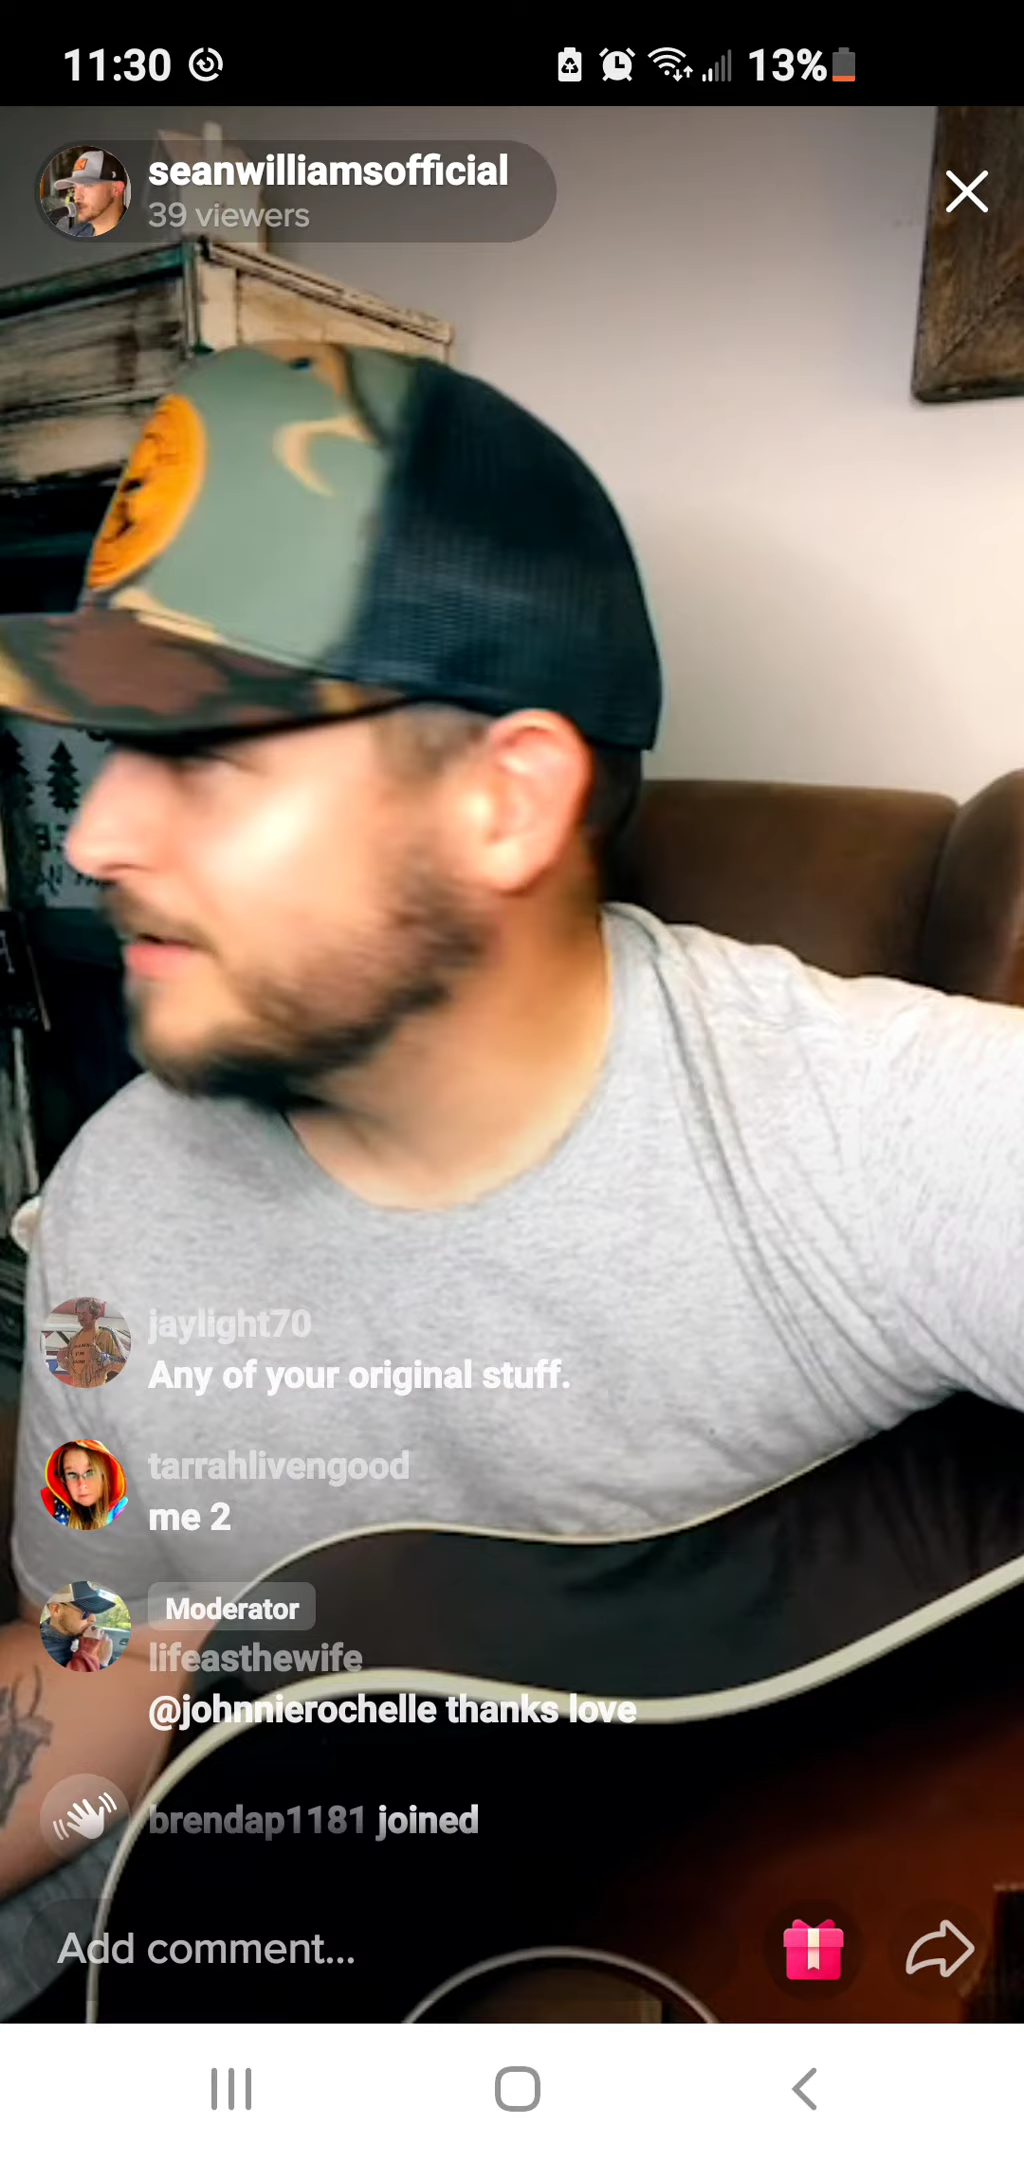 11:30
13%
seanwilliamsofficial
39 viewers
jaylight70
Any of your original stuff.
tarrahlivengood
me 2
Moderator
lifeasthewife
@johnnierochelle thanks love
brendap1181 joined
Add comment...